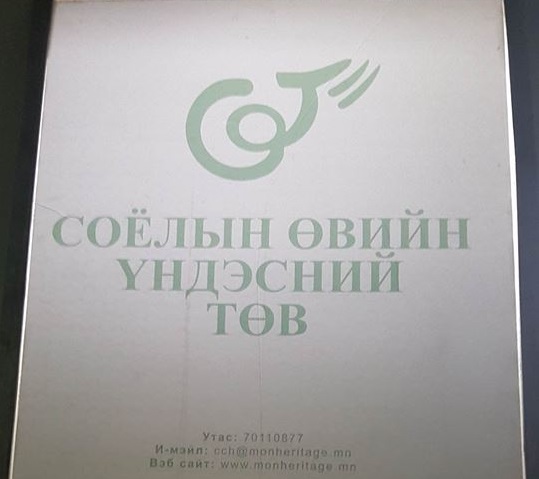 СОЁЛЫН ӨВИЙН
ҮНДЭСНИЙ
ТӨВ
Утас: 70110877
И-мэйл: cch@monheritage.mn
Вэб сайт: www.monheritage.mn